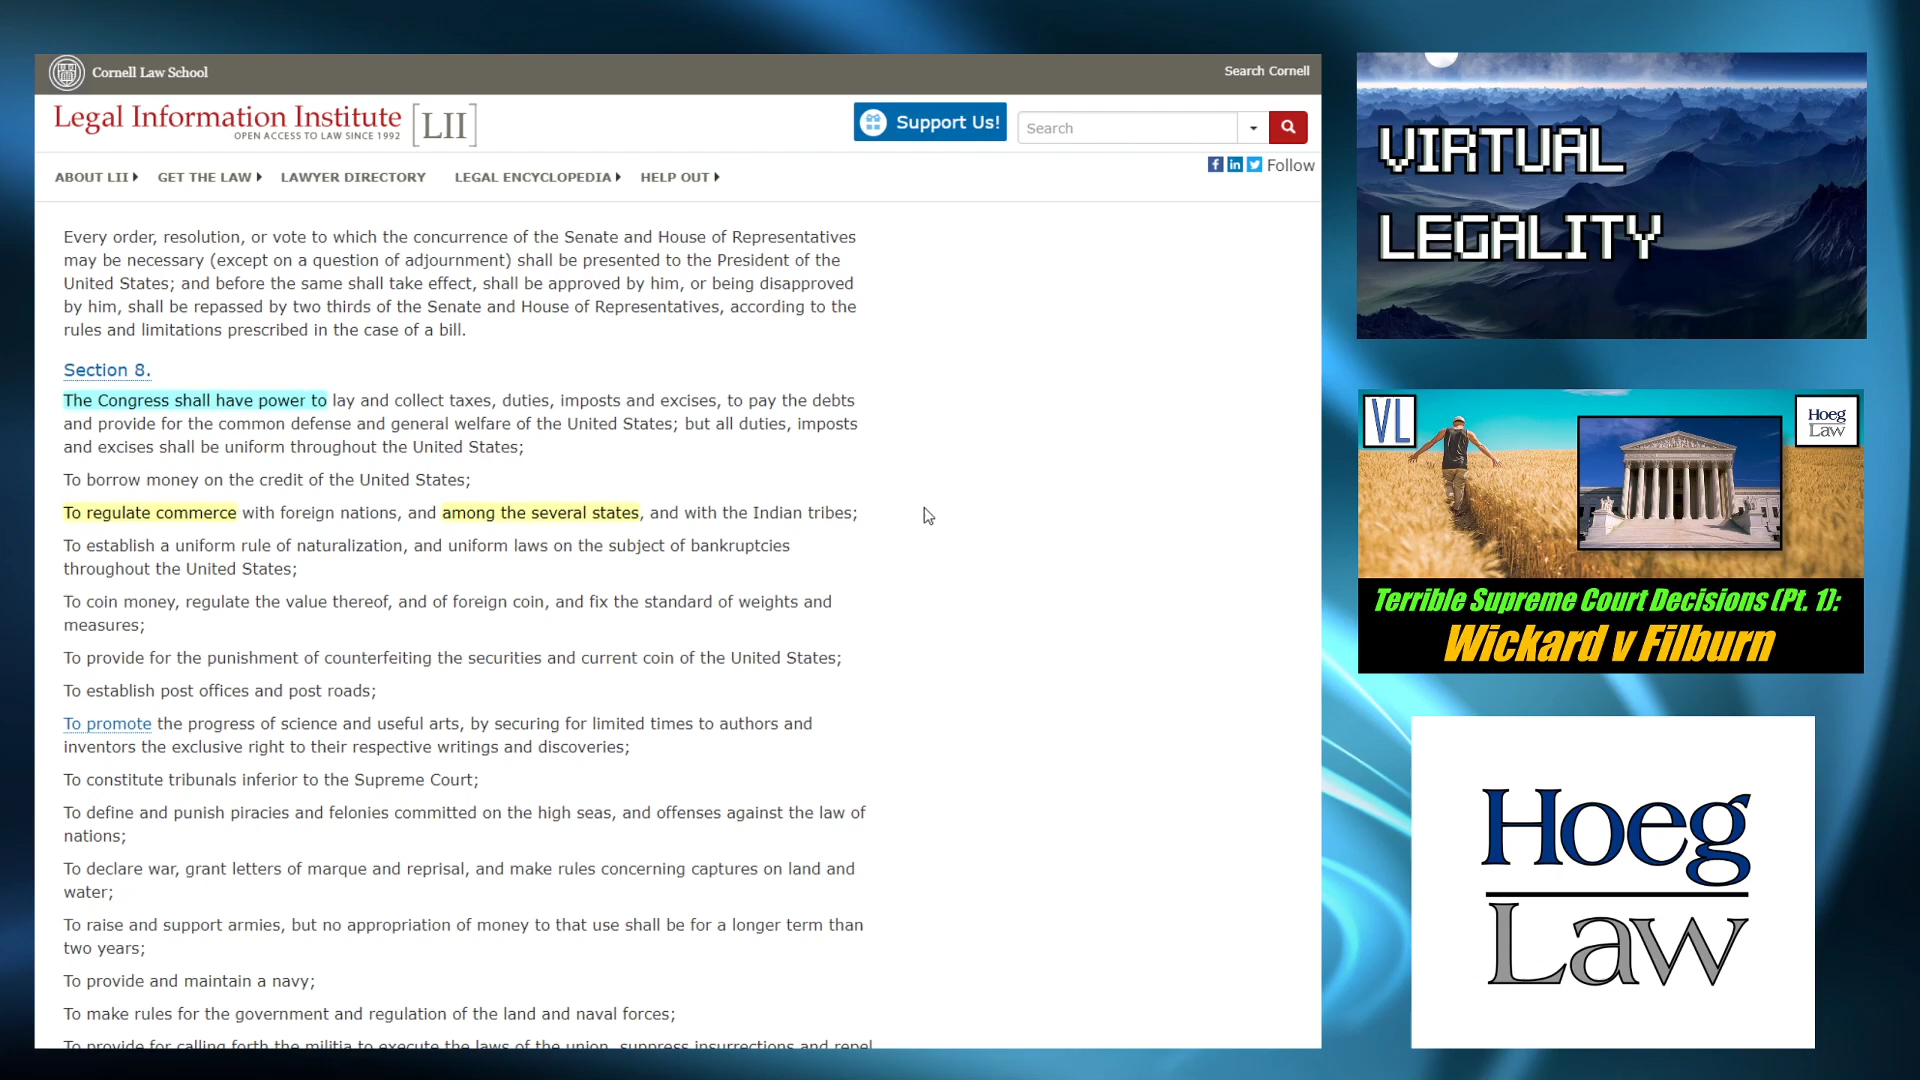 Cornell Law School
Search Cornell
Legal Information Institute [LII]
OPEN ACCESS TO LAW SINCE 1992
Support Us!
Search
Follow
ABOUT LII
GET THE LAW
LAWYER DIRECTORY
LEGAL ENCYCLOPEDIA
HELP OUT
Every order, resolution, or vote to which the concurrence of the Senate and House of Representatives
may be necessary (except on a question of adjournment) shall be presented to the President of the
United States; and before the same shall take effect, shall be approved by him, or being disapproved
by him, shall be repassed by two thirds of the Senate and House of Representatives, according to the
rules and limitations prescribed in the case of a bill.
Section 8.
The Congress shall have power to lay and collect taxes, duties, imposts and excises, to pay the debts
and provide for the common defense and general welfare of the United States; but all duties, imposts
and excises shall be uniform throughout the United States;
To borrow money on the credit of the United States;
To regulate commerce with foreign nations, and among the several states, and with the Indian tribes;
To establish a uniform rule of naturalization, and uniform laws on the subject of bankruptcies
throughout the United States;
To coin money, regulate the value thereof, and of foreign coin, and fix the standard of weights and
measures;
To provide for the punishment of counterfeiting the securities and current coin of the United States;
To establish post offices and post roads;
To promote the progress of science and useful arts, by securing for limited times to authors and
inventors the exclusive right to their respective writings and discoveries;
To constitute tribunals inferior to the Supreme Court;
To define and punish piracies and felonies committed on the high seas, and offenses against the law of
nations;
To declare war, grant letters of marque and reprisal, and make rules concerning captures on land and
water;
To raise and support armies, but no appropriation of money to that use shall be for a longer term than
two years;
To provide and maintain a navy;
To make rules for the government and regulation of the land and naval forces;
To provide for calling forth the militia to execute the laws of the union, suppress insurrections and repel
VIRTUAL
LEGALITY
VL
Hoeg
Law
Terrible Supreme Court Decisions (Pt. 1):
Wickard v Filburn
Hoeg
Law